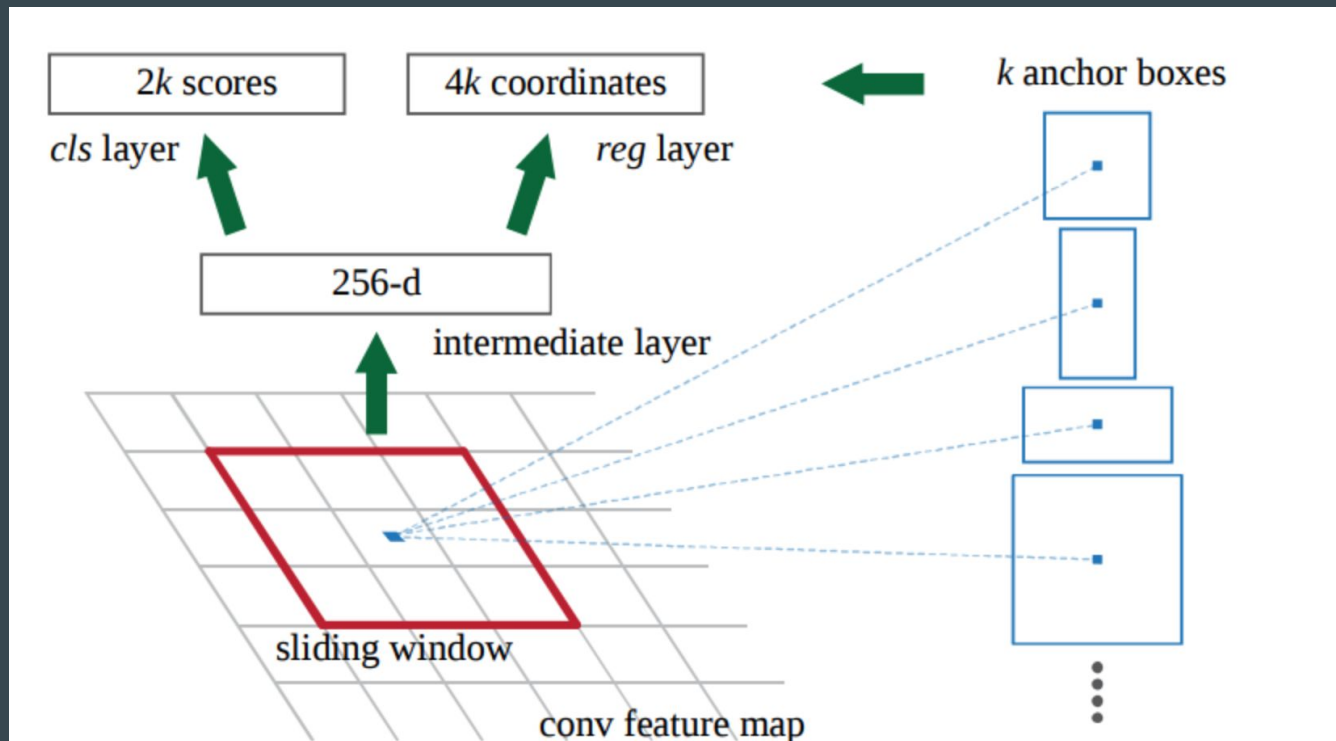 2k scores
4k coordinates
k anchor boxes
cls layer
reg layer
256-d
intermediate layer
sliding window
conv feature map